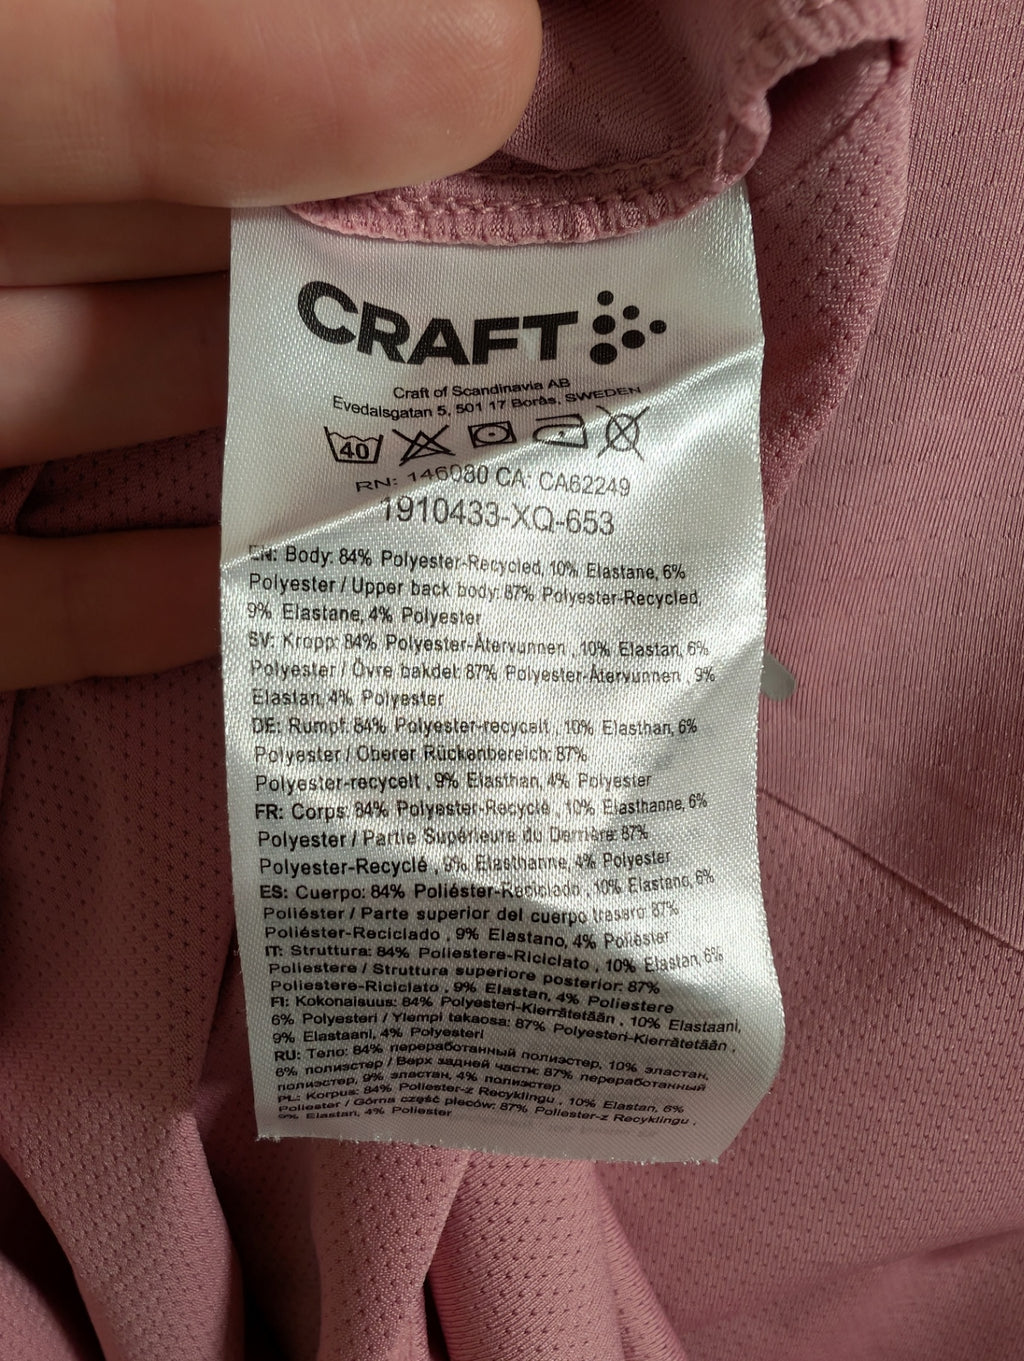 CRAFT
Craft of Scandinavia AB
Evedalsgatan 5, 501 17 Borås, SWEDEN
40
RN: 146080 CA: CA62249
1910433-XQ-653
EN: Body: 84% Polyester-Recycled, 10% Elastane, 6%
Polyester / Upper back body: 87% Polyester-Recycled,
9% Elastane, 4% Polyester
SV: Kropp: 84% Polyester-Återvunnen , 10% Elastan, 6%
Polyester / Övre bakdel: 87% Polyester-Återvunnen , 9%
Elastan, 4% Polyester
DE: Rumpf: 84% Polyester-recycelt , 10% Elasthan, 6%
Polyester / Oberer Rückenbereich: 87%
Polyester-recycelt , 9% Elasthan, 4% Polyester
FR: Corps: 84% Polyester-Recyclé , 10% Elasthanne, 6%
Polyester / Partie Supérieure du Derrière: 87%
Polyester-Recyclé , 9% Elasthanne, 4% Polyester
ES: Cuerpo: 84% Poliéster-Reciclado , 10% Elastano, 6%
Poliéster / Parte superior del cuerpo trasero: 87%
Poliéster-Reciclado , 9% Elastano, 4% Poliéster
IT: Struttura: 84% Poliestere-Riciclato , 10% Elastan, 6%
Poliestere / Struttura superiore posterior: 87%
Poliestere-Riciclato , 9% Elastan, 4% Poliestere
FI: Kokonaisuus: 84% Polyesteri-Kierrätetään , 10% Elastaani,
6% Polyesteri / Ylempi takaosa: 87% Polyesteri-Kierrätetään ,
9% Elastaani, 4% Polyesteri
RU: Тело: 84% переработанный полиэстер, 10% эластан,
6% полиэстер / Верх задней части: 87% переработанный
полиэстер, 9% эластан, 4% полиэстер
PL: Korpus: 84% Poliester-z Recyklingu , 10% Elastan, 6%
Poliester / Górna część pleców: 87% Poliester-z Recyklingu ,
9% Elastan, 4% Poliester